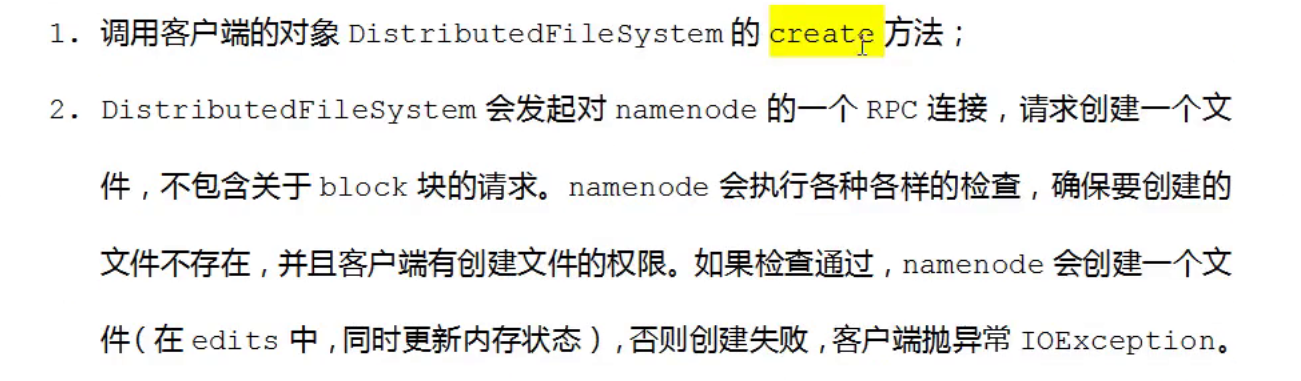 1. 调用客户端的对象 DistributedFileSystem 的 create 方法；
2. DistributedFileSystem 会发起对 namenode 的一个 RPC 连接，请求创建一个文
件，不包含关于 block 块的请求。namenode 会执行各种各样的检查，确保要创建的
文件不存在，并且客户端有创建文件的权限。如果检查通过，namenode 会创建一个文
件（在 edits 中，同时更新内存状态），否则创建失败，客户端抛异常 IOException。